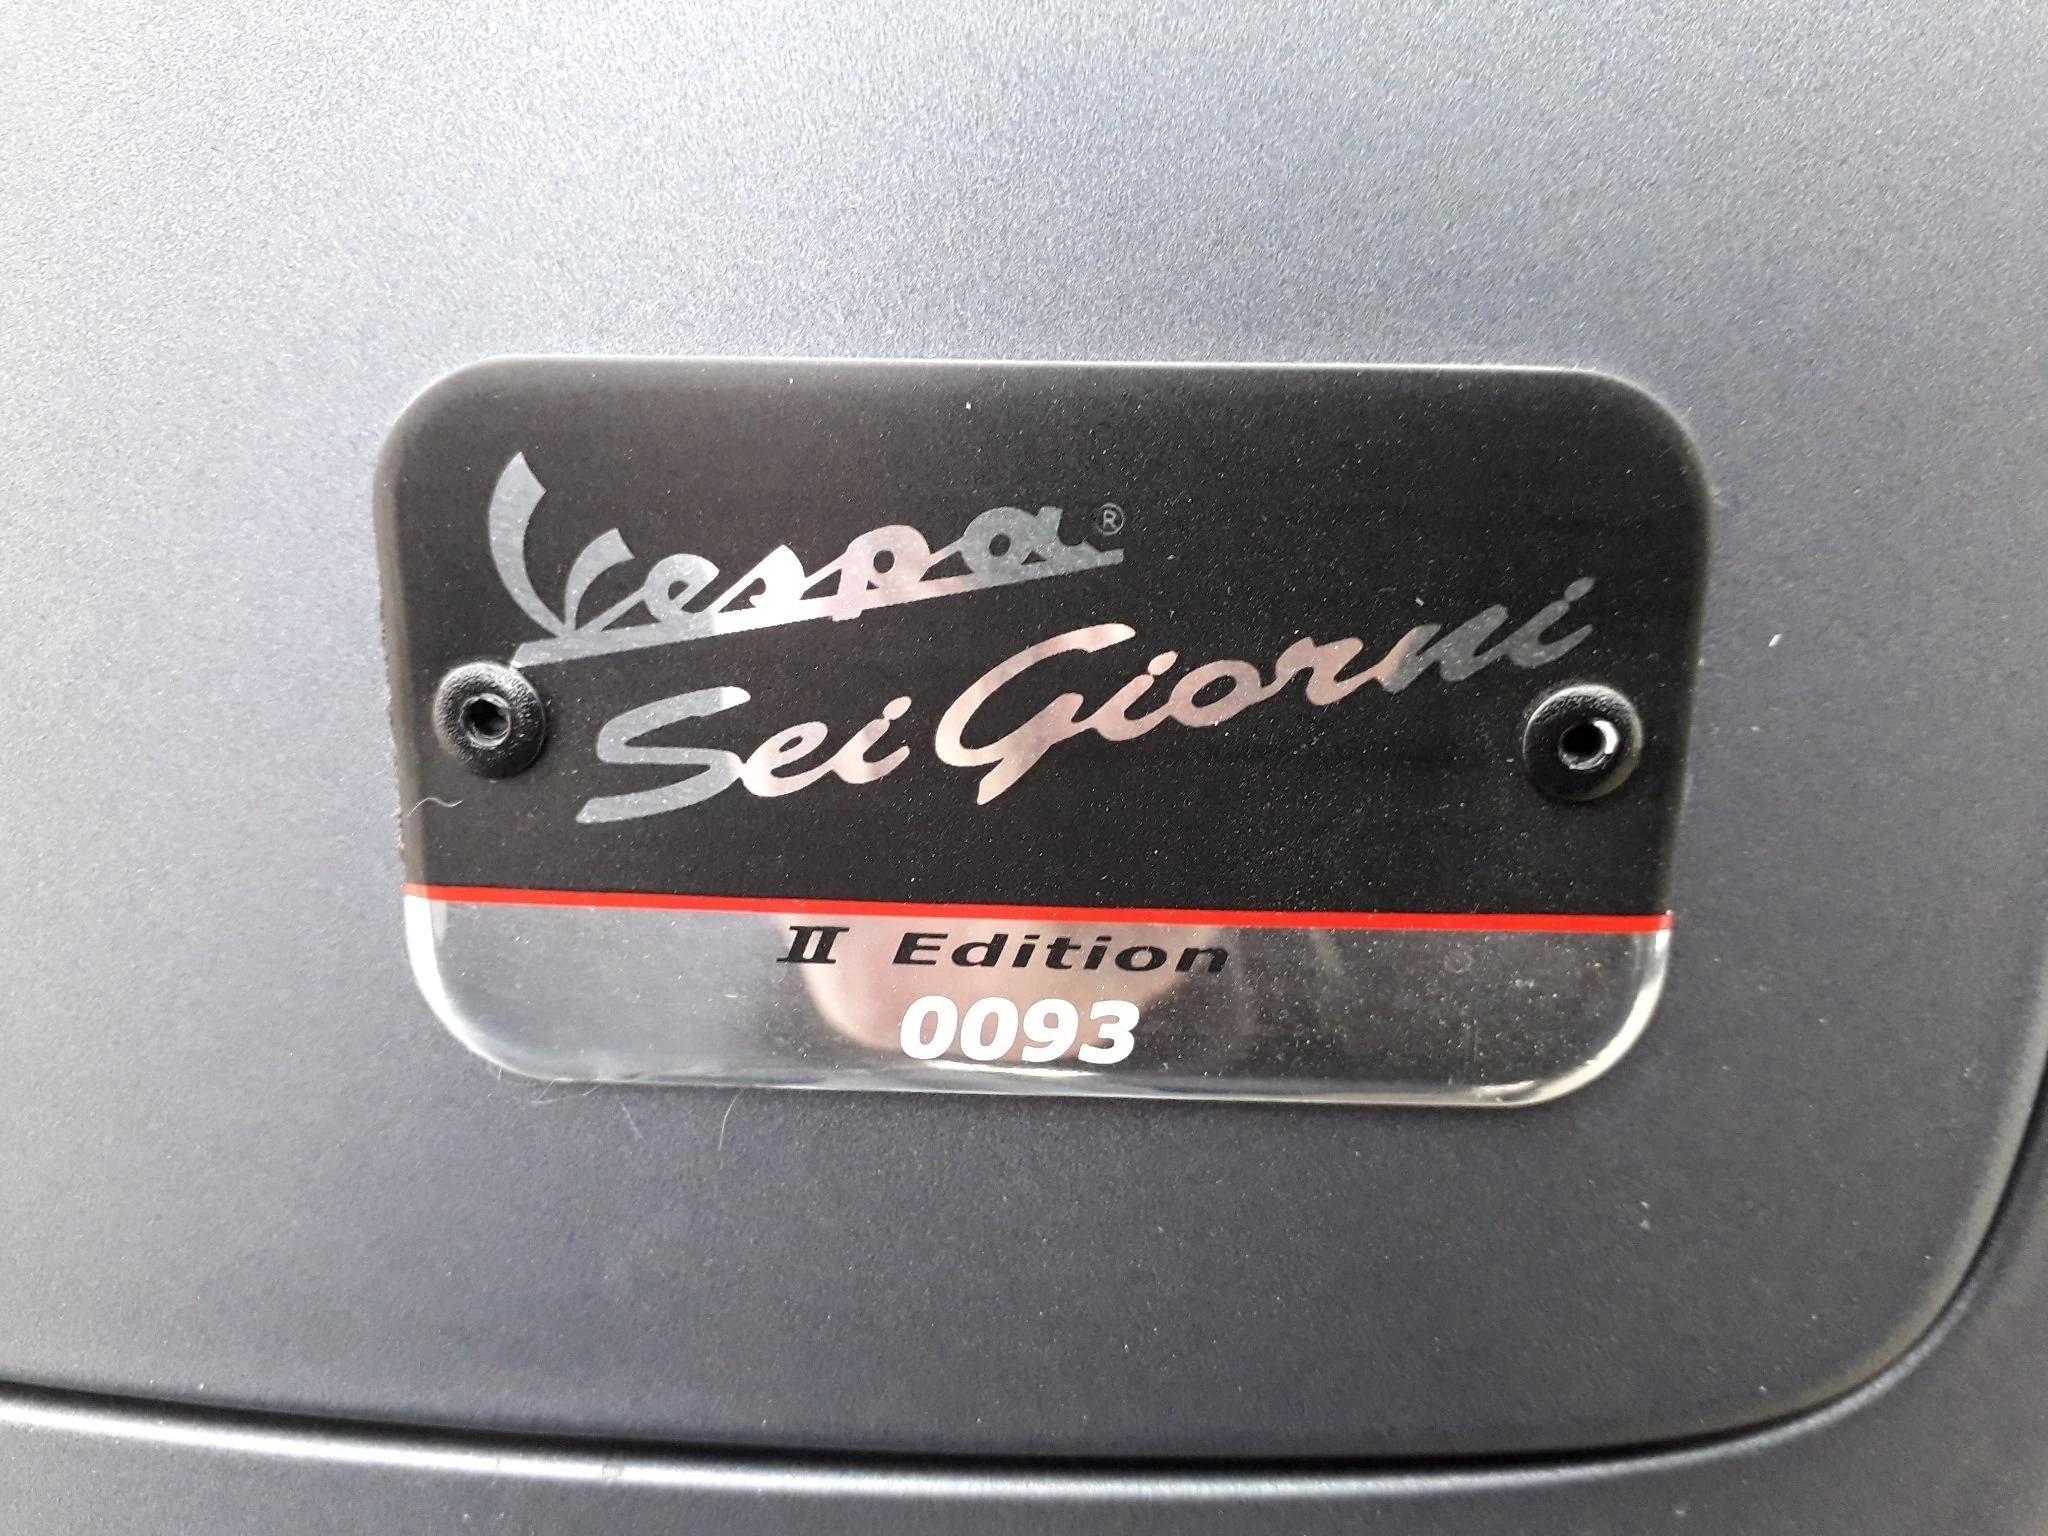 Vespa®
Sei Giorni
II Edition
0093